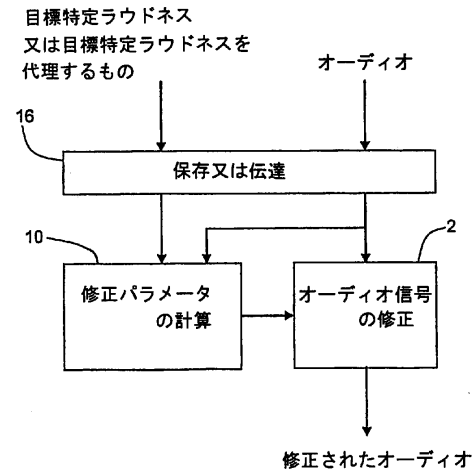 目標特定ラウドネス
又は目標特定ラウドネスを
代理するもの
オーディオ
16
保存又は伝達
10
2
修正パラメータ
の計算
オーディオ信号
の修正
修正されたオーディオ